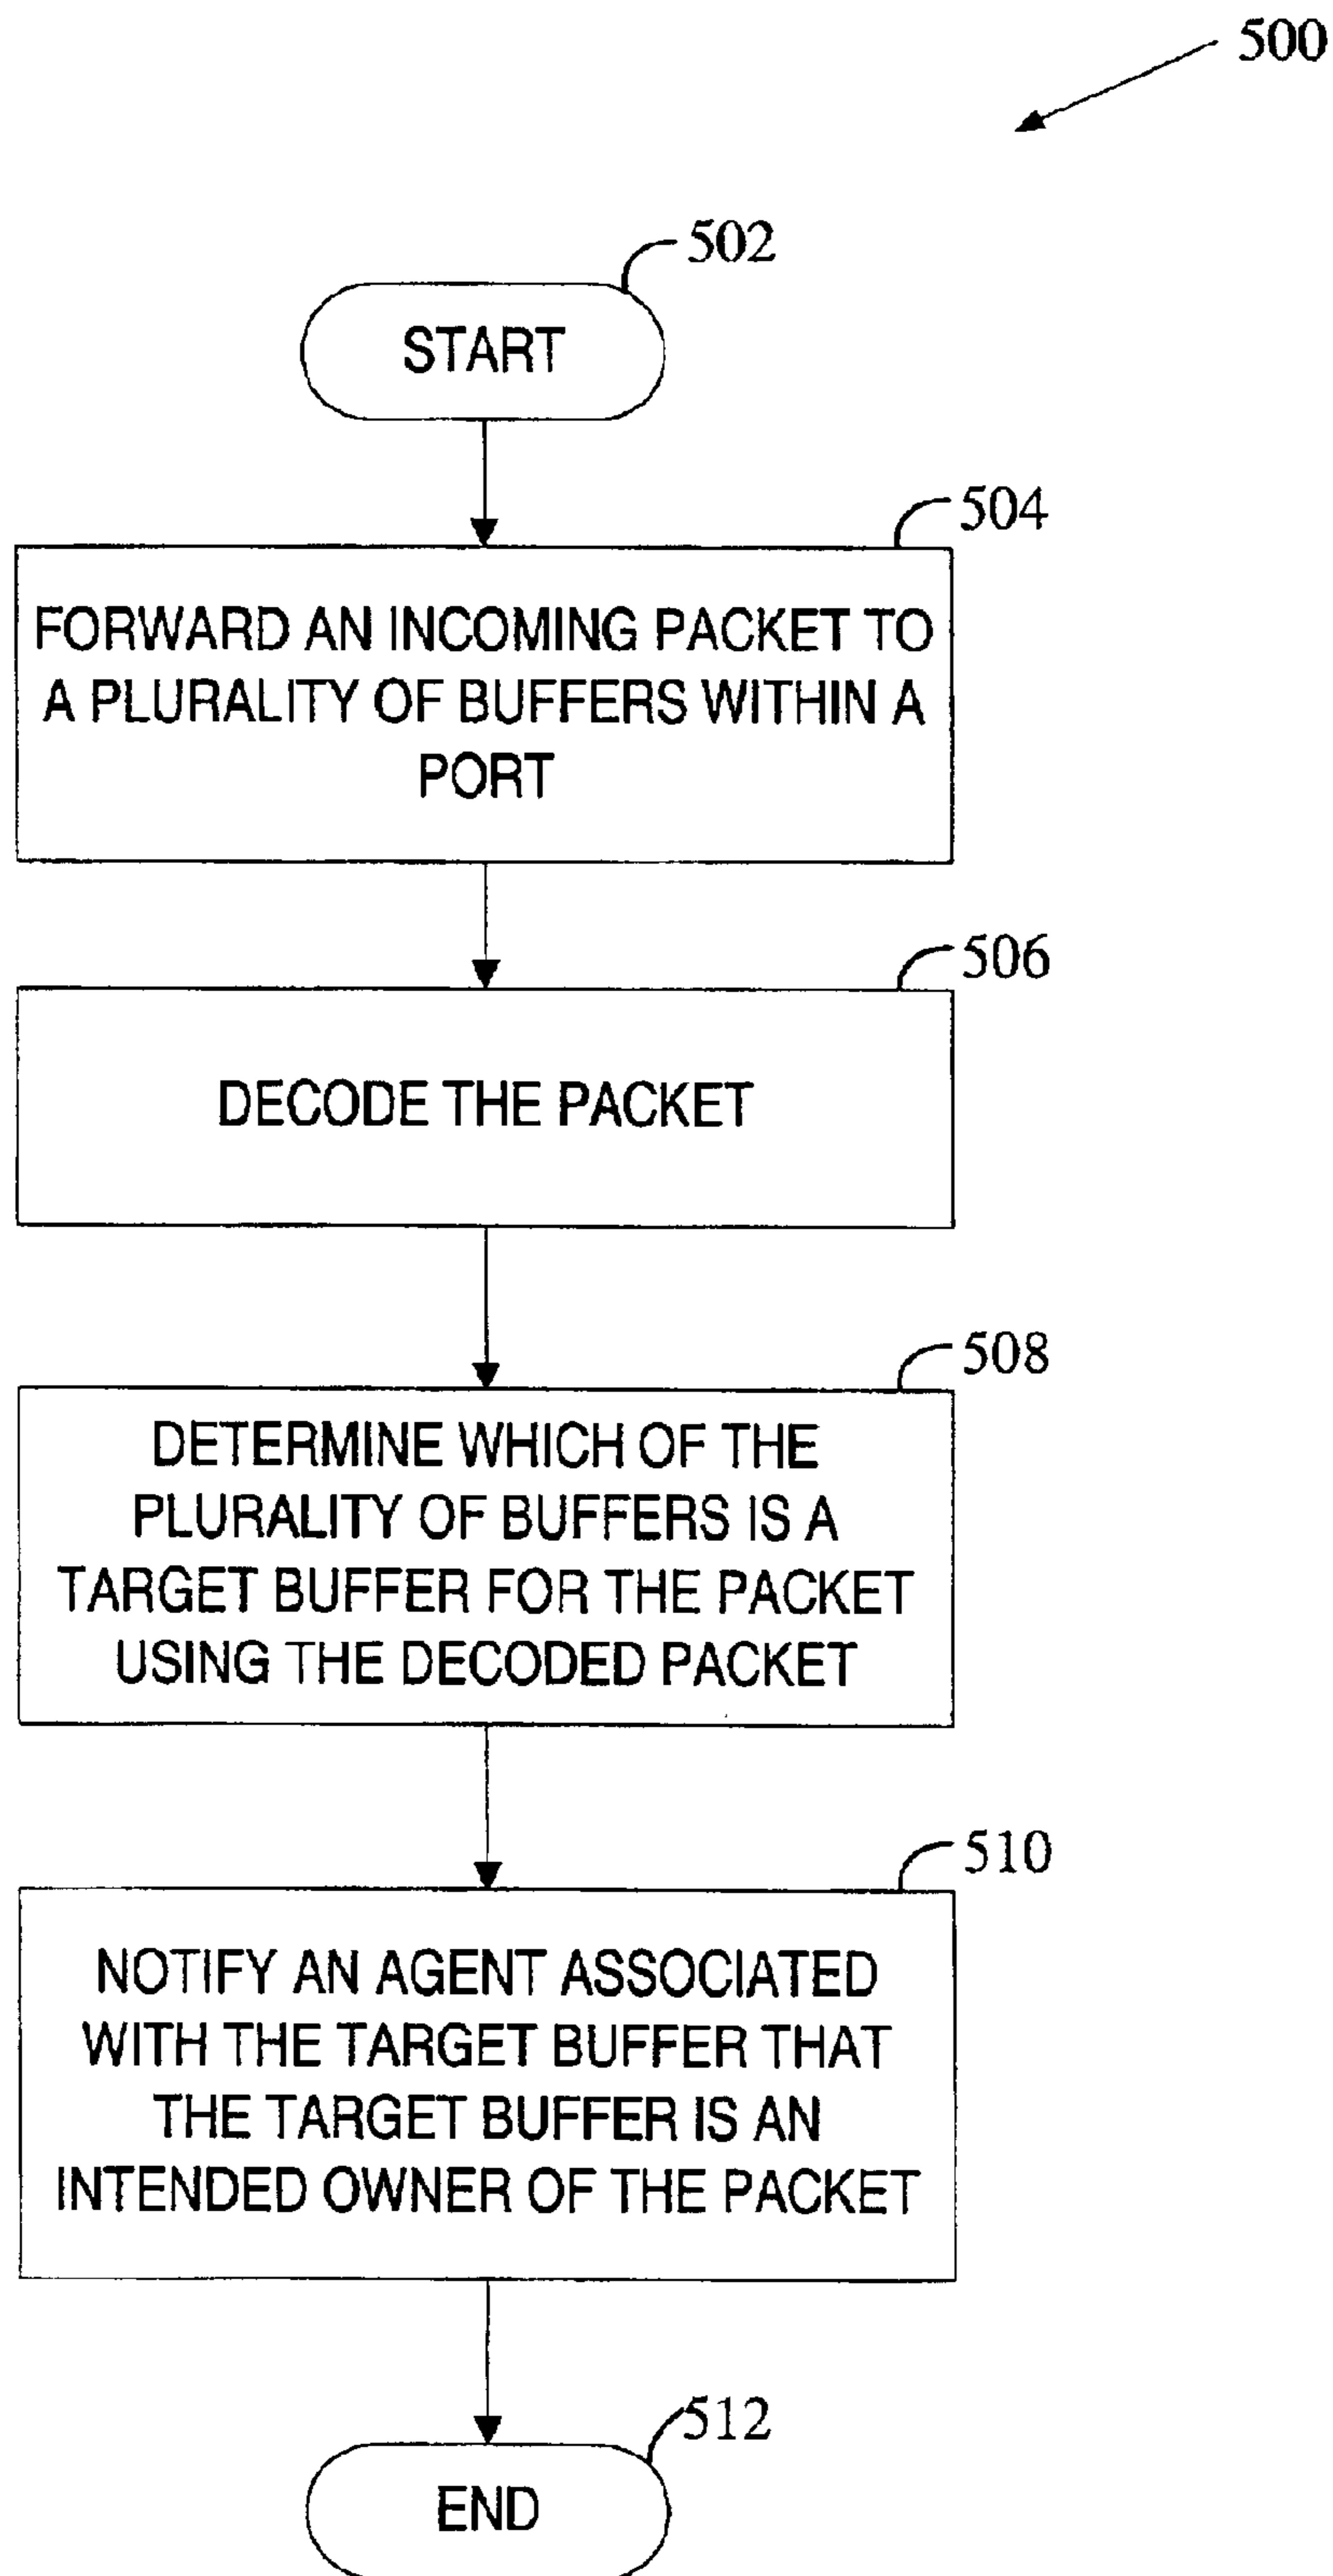 500
502
START
504
FORWARD AN INCOMING PACKET TO
A PLURALITY OF BUFFERS WITHIN A
PORT
506
DECODE THE PACKET
508
DETERMINE WHICH OF THE
PLURALITY OF BUFFERS IS A
TARGET BUFFER FOR THE PACKET
USING THE DECODED PACKET
510
NOTIFY AN AGENT ASSOCIATED
WITH THE TARGET BUFFER THAT
THE TARGET BUFFER IS AN
INTENDED OWNER OF THE PACKET
512
END